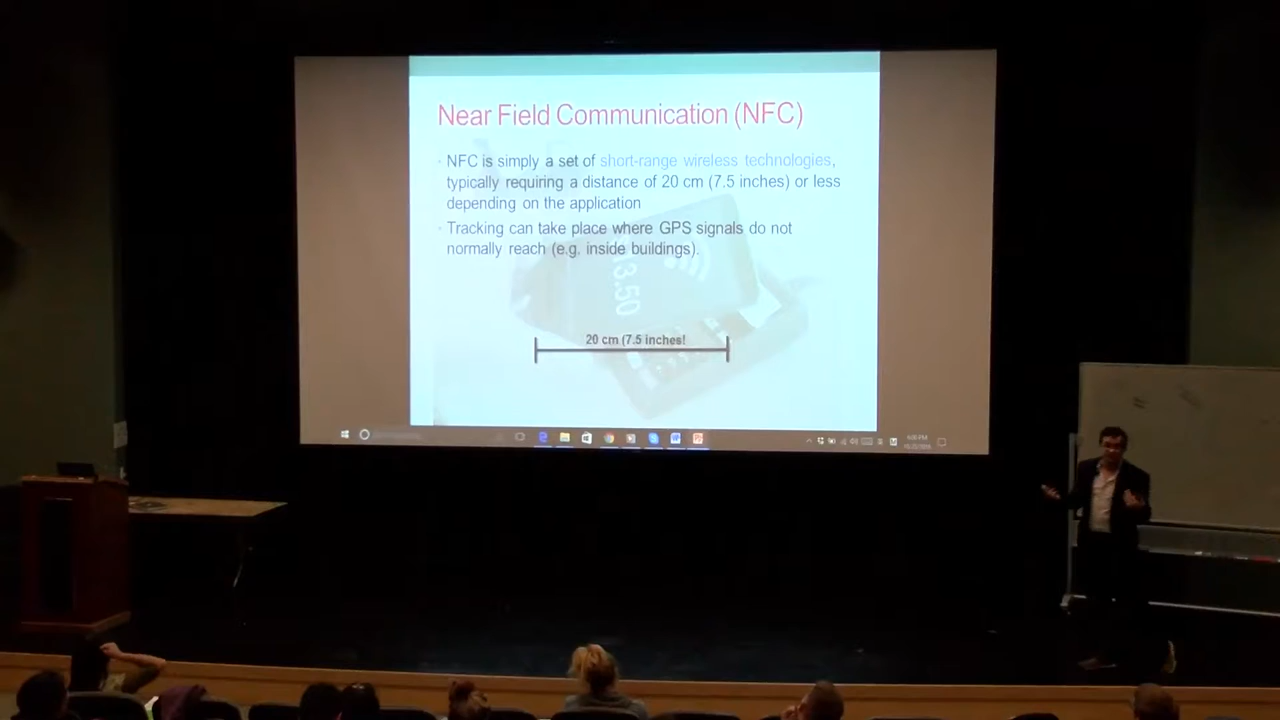 Near Field Communication (NFC)
NFC is simply a set of short-range wireless technologies,
typically requiring a distance of 20 cm (7.5 inches) or less
depending on the application
Tracking can take place where GPS signals do not
normally reach (e.g. inside buildings).
13.50
20 cm (7.5 inches!